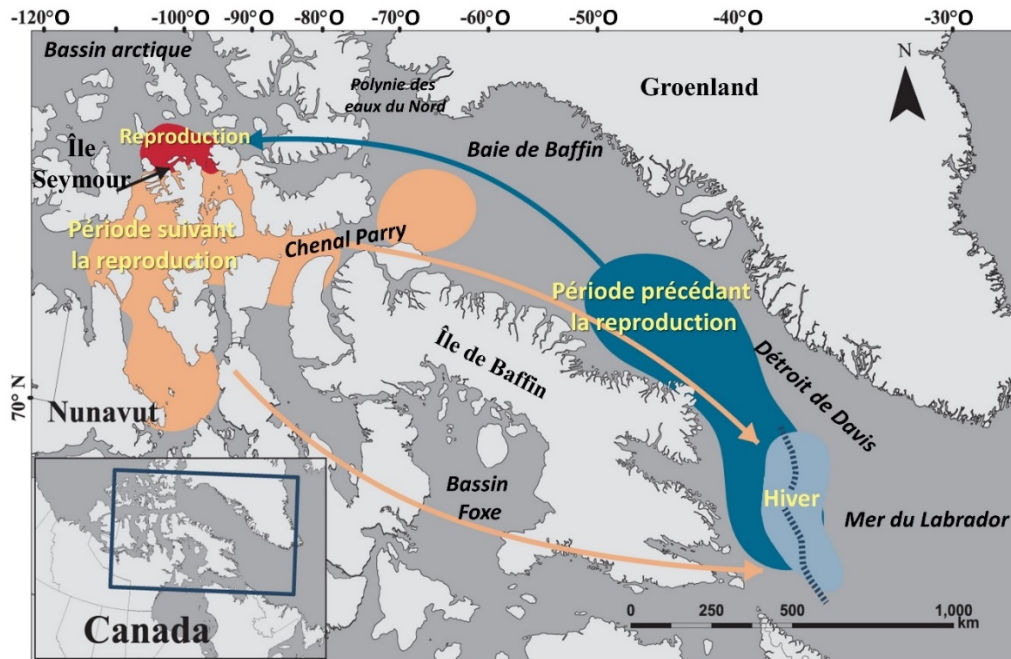 -120°O -110°O -100°O -90°O -80°O -70°O -60°O -50°O -40°O -30°O
Bassin arctique
Polynie des
eaux du Nord
Groenland
N
Reproduction
Île
Seymour
Baie de Baffin
Période suivant
la reproduction
Chenal Parry
Période précédant
la reproduction
Île de Baffin
Détroit de Davis
70° N
Nunavut
Bassin
Foxe
Hiver
Mer du Labrador
Canada
0 250 500 1,000
km